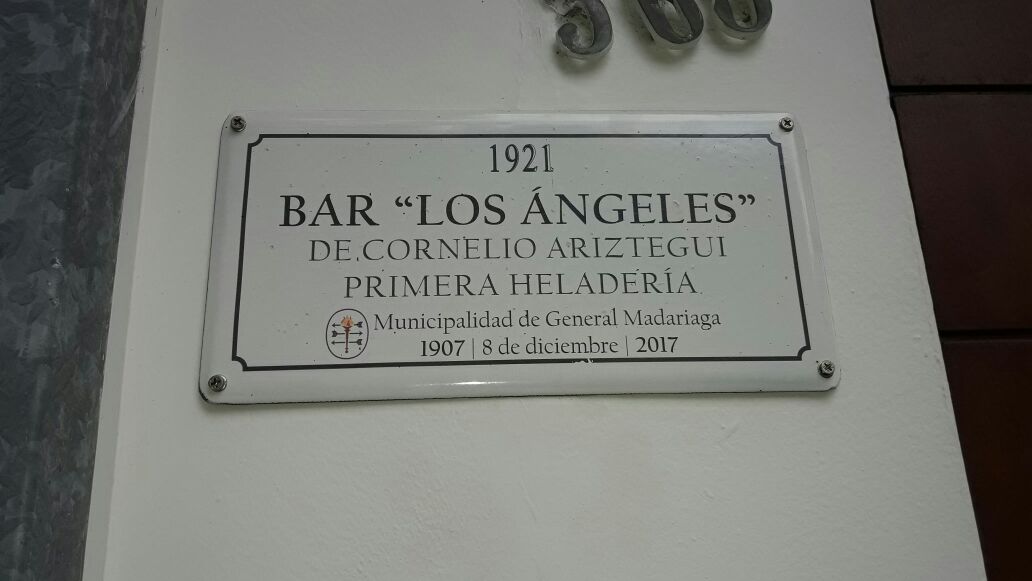 1921
BAR “LOS ÁNGELES”
DE CORNELIO ARIZTEGUI
PRIMERA HELADERÍA
Municipalidad de General Madariaga
1907 | 8 de diciembre | 2017